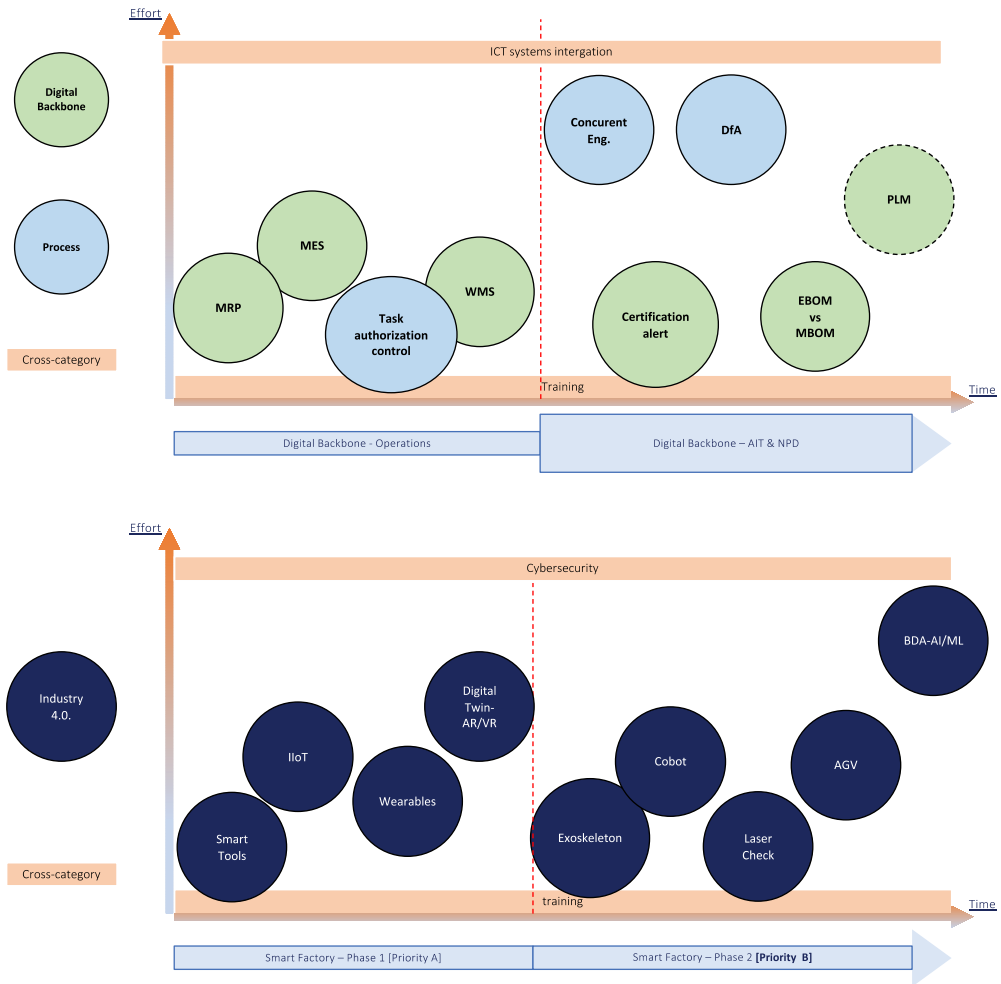 Effort
ICT systems intergation
Digital
Backbone
Concurent
Eng.
DfA
PLM
Process
MES
MRP
WMS
Task
authorization
control
Certification
alert
EBOM
vs
MBOM
Cross-category
Training
Time
Digital Backbone - Operations
Digital Backbone – AIT & NPD
Effort
Cybersecurity
BDA-AI/ML
Industry
4.0.
Digital
Twin-
AR/VR
IIoT
Wearables
Cobot
AGV
Smart
Tools
Exoskeleton
Laser
Check
Cross-category
training
Time
Smart Factory – Phase 1 [Priority A]
Smart Factory – Phase 2 [Priority B]